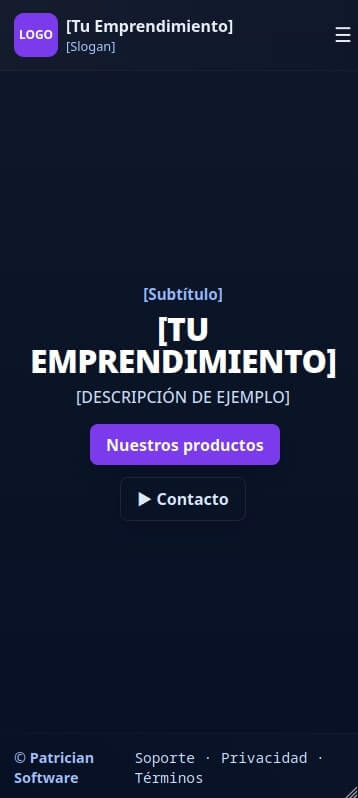 LOGO
[Tu Emprendimiento]
[Slogan]
☰
[Subtítulo]
[TU
EMPRENDIMIENTO]
[DESCRIPCIÓN DE EJEMPLO]
Nuestros productos
▶ Contacto
© Patrician
Software
Soporte · Privacidad ·
Términos